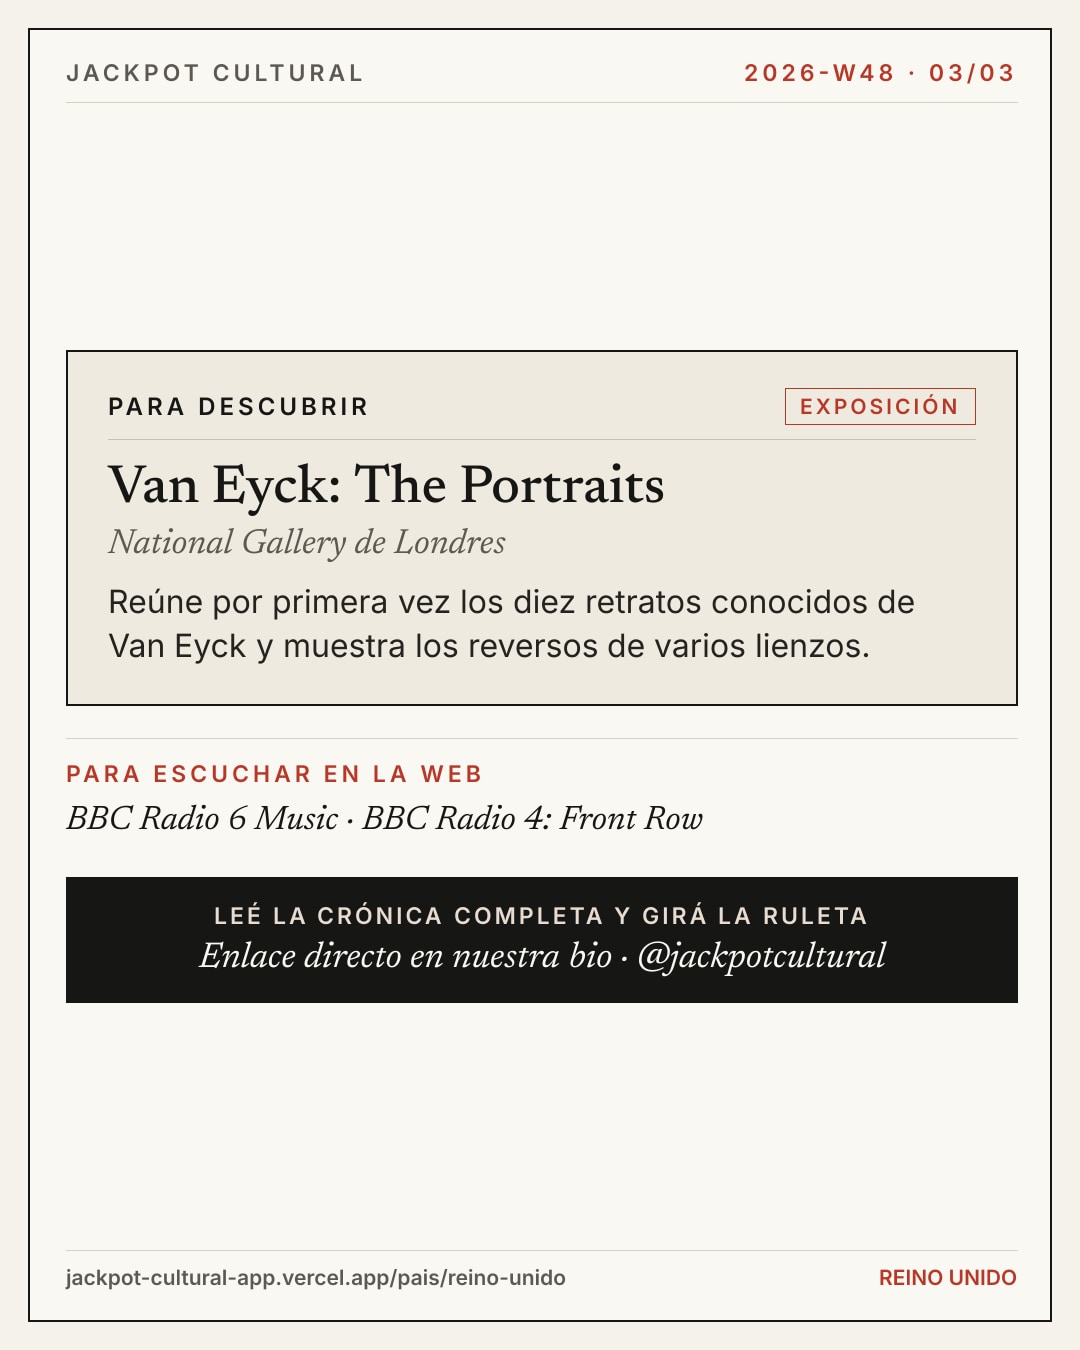 JACKPOT CULTURAL
2026-W48 · 03/03
PARA DESCUBRIR
EXPOSICIÓN
Van Eyck: The Portraits
National Gallery de Londres
Reúne por primera vez los diez retratos conocidos de
Van Eyck y muestra los reversos de varios lienzos.
PARA ESCUCHAR EN LA WEB
BBC Radio 6 Music · BBC Radio 4: Front Row
LEÉ LA CRÓNICA COMPLETA Y GIRÁ LA RULETA
Enlace directo en nuestra bio · @jackpotcultural
jackpot-cultural-app.vercel.app/pais/reino-unido
REINO UNIDO